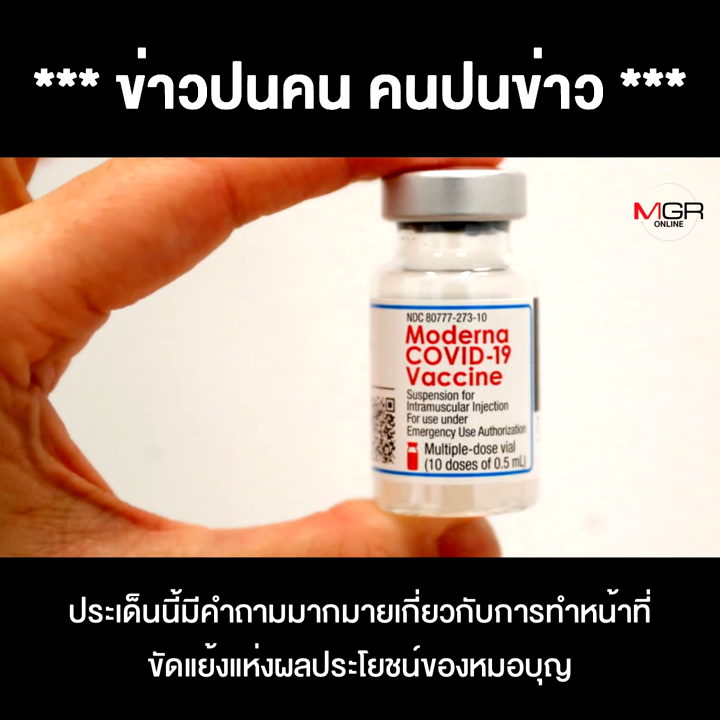 *** ข่าวปนคน คนปนข่าว ***
MGR
ONLINE
NDC 80777-273-10
Moderna
COVID-19
Vaccine
Suspension for
Intramuscular Injection
For use under
Emergency Use Authorization
Multiple-dose vial
(10 doses of 0.5 mL)
ประเด็นนี้มีคำถามมากมายเกี่ยวกับการทำหน้าที่
ขัดแย้งแห่งผลประโยชน์ของหมอบุญ